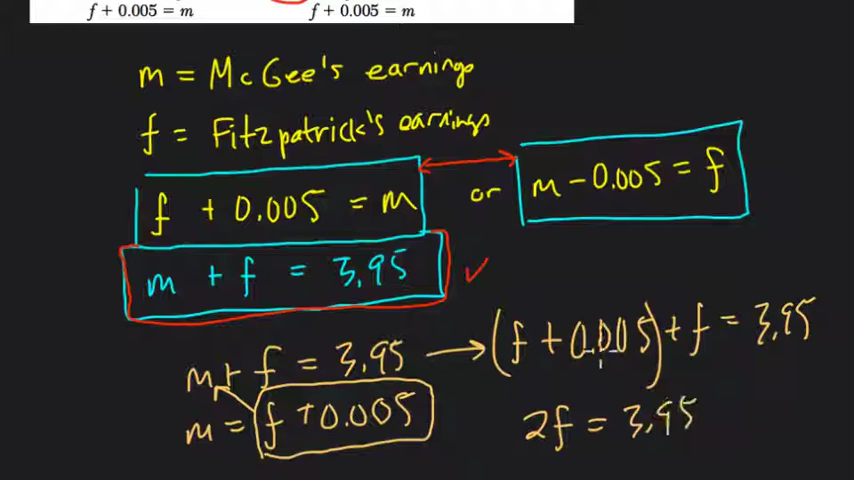 f + 0.005 = m f + 0.005 = m
m = McGee's earnings
f = Fitzpatrick's earnings
f + 0.005 = m or m - 0.005 = f
m + f = 3.95
m + f = 3.95 → (f + 0.005) + f = 3.95
m = f + 0.005
2f = 3.95